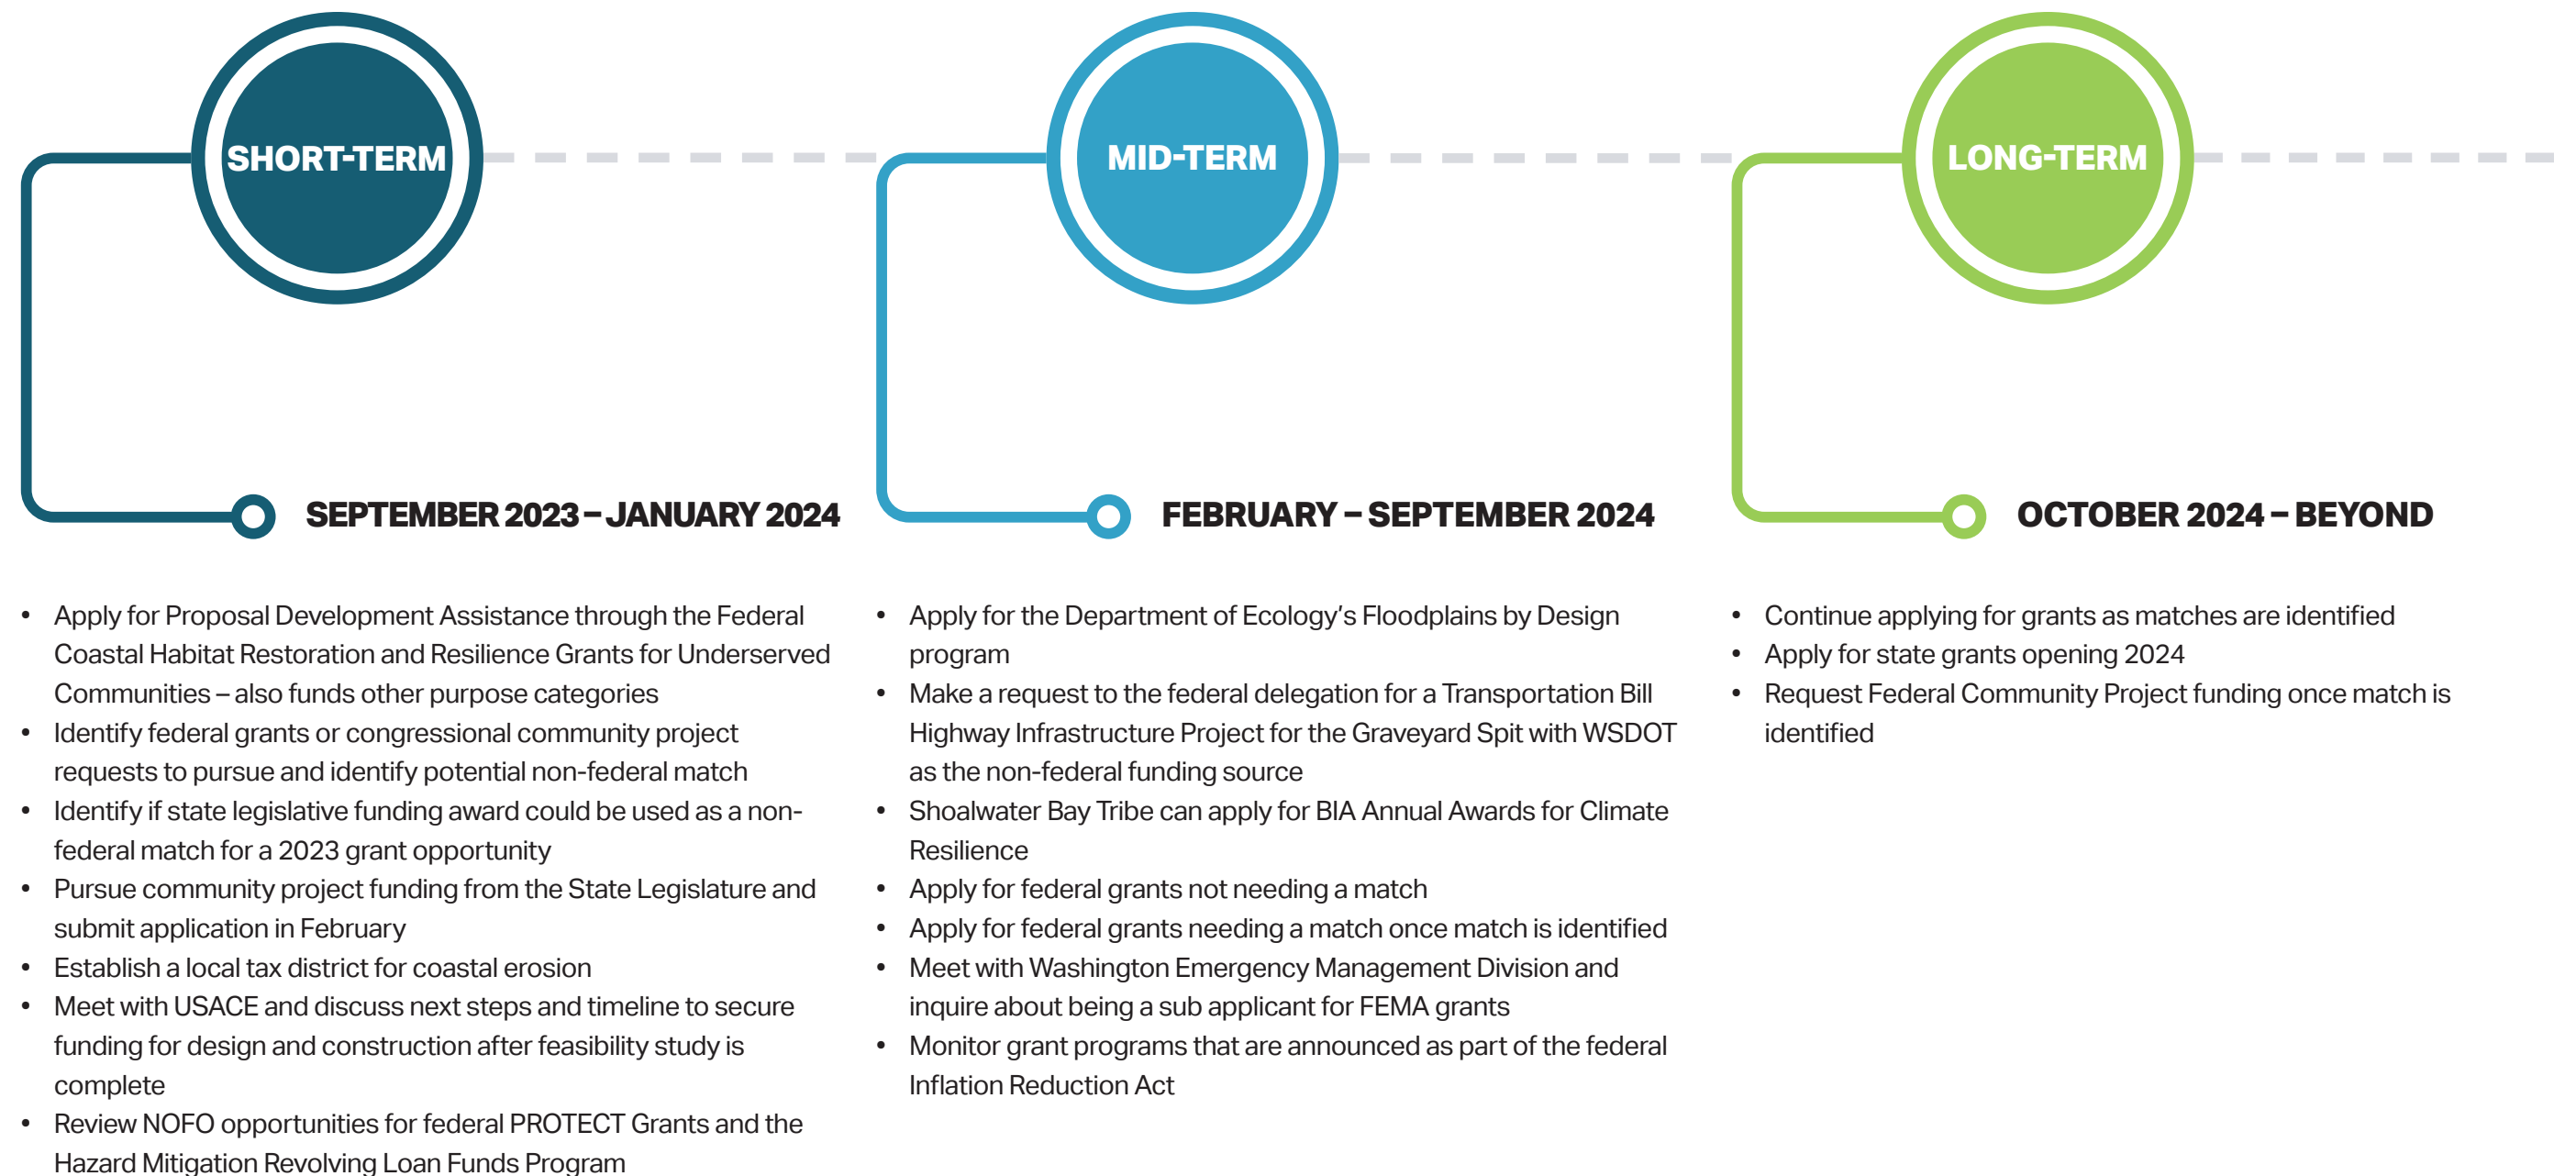 SHORT-TERM
SEPTEMBER 2023 – JANUARY 2024
• Apply for Proposal Development Assistance through the Federal
Coastal Habitat Restoration and Resilience Grants for Underserved
Communities – also funds other purpose categories
• Identify federal grants or congressional community project
requests to pursue and identify potential non-federal match
• Identify if state legislative funding award could be used as a non-
federal match for a 2023 grant opportunity
• Pursue community project funding from the State Legislature and
submit application in February
• Establish a local tax district for coastal erosion
• Meet with USACE and discuss next steps and timeline to secure
funding for design and construction after feasibility study is
complete
• Review NOFO opportunities for federal PROTECT Grants and the
Hazard Mitigation Revolving Loan Funds Program
MID-TERM
FEBRUARY – SEPTEMBER 2024
• Apply for the Department of Ecology's Floodplains by Design
program
• Make a request to the federal delegation for a Transportation Bill
Highway Infrastructure Project for the Graveyard Spit with WSDOT
as the non-federal funding source
• Shoalwater Bay Tribe can apply for BIA Annual Awards for Climate
Resilience
• Apply for federal grants not needing a match
• Apply for federal grants needing a match once match is identified
• Meet with Washington Emergency Management Division and
inquire about being a sub applicant for FEMA grants
• Monitor grant programs that are announced as part of the federal
Inflation Reduction Act
LONG-TERM
OCTOBER 2024 – BEYOND
• Continue applying for grants as matches are identified
• Apply for state grants opening 2024
• Request Federal Community Project funding once match is
identified